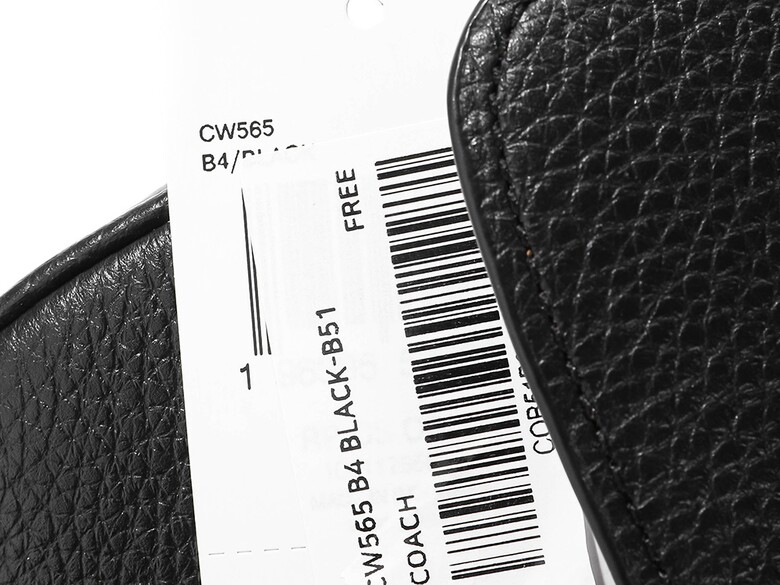 CW565
B4/BLACK
1
FREE
CW565 B4 BLACK-B51
COACH